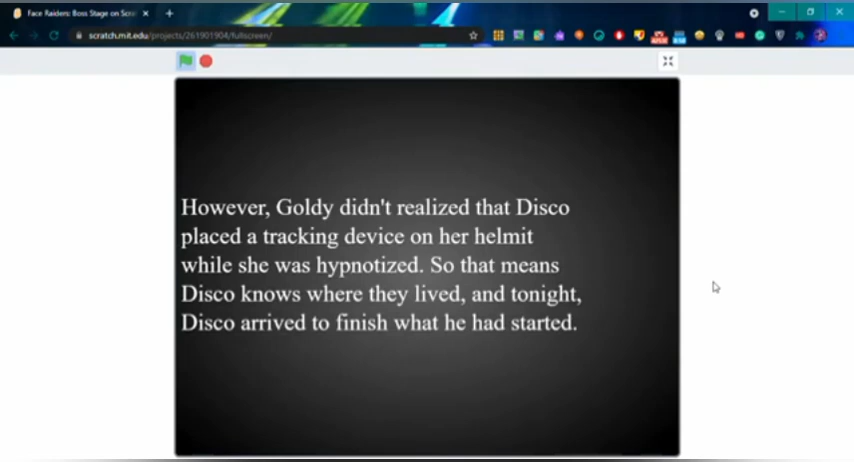 Face Raiders: Boss Stage on Scra
scratch.mit.edu/projects/261901904/fullscreen/
However, Goldy didn't realized that Disco
placed a tracking device on her helmit
while she was hypnotized. So that means
Disco knows where they lived, and tonight,
Disco arrived to finish what he had started.